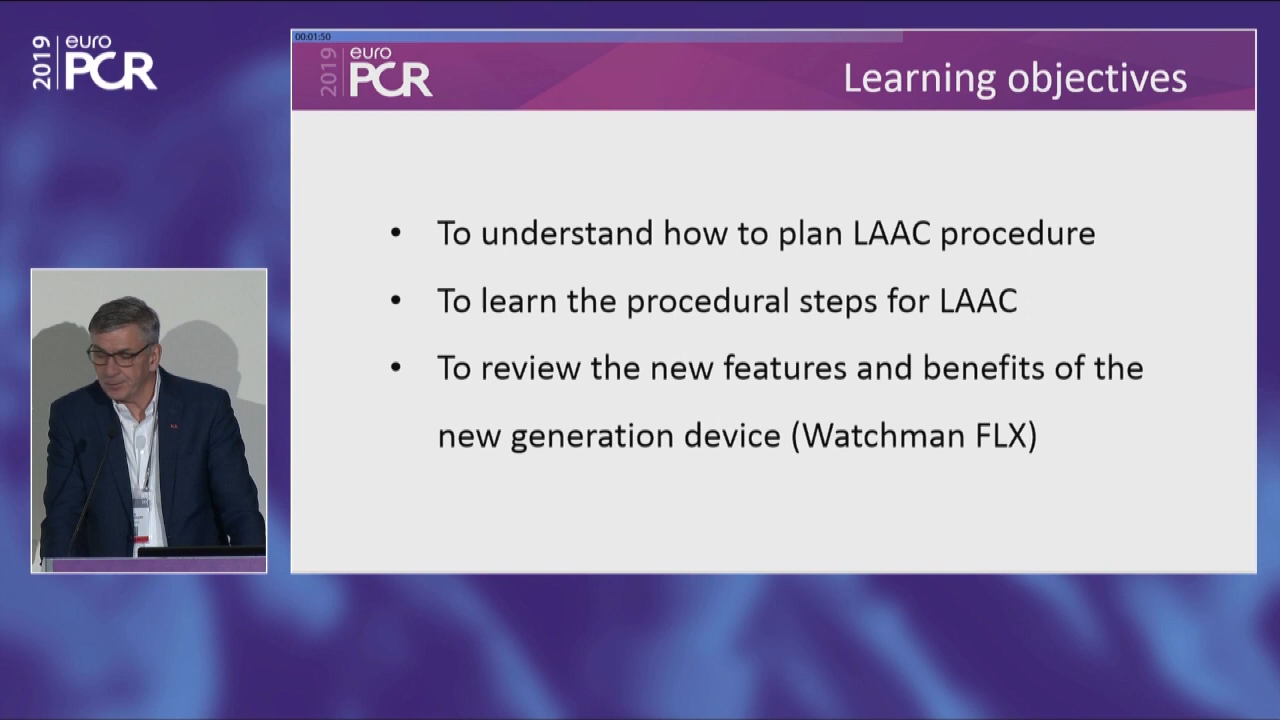 2019
euro
PCR
00:01:50
2019
euro
PCR
Learning objectives
• To understand how to plan LAAC procedure
• To learn the procedural steps for LAAC
• To review the new features and benefits of the
new generation device (Watchman FLX)